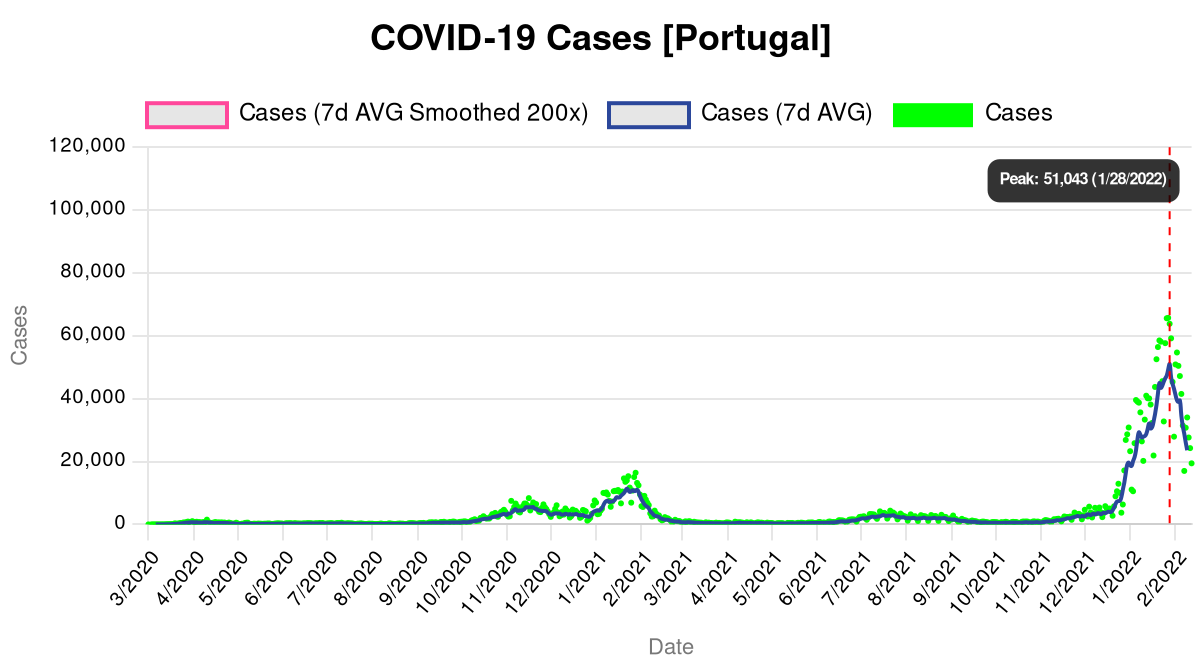 COVID-19 Cases [Portugal]
Cases (7d AVG Smoothed 200x) Cases (7d AVG) Cases
120,000
Peak: 51,043 (1/28/2022)
100,000
80,000
60,000
40,000
20,000
0
Cases
3/2020 4/2020 5/2020 6/2020 7/2020 8/2020 9/2020 10/2020 11/2020 12/2020 1/2021 2/2021 3/2021 4/2021 5/2021 6/2021 7/2021 8/2021 9/2021 10/2021 11/2021 12/2021 1/2022 2/2022
Date